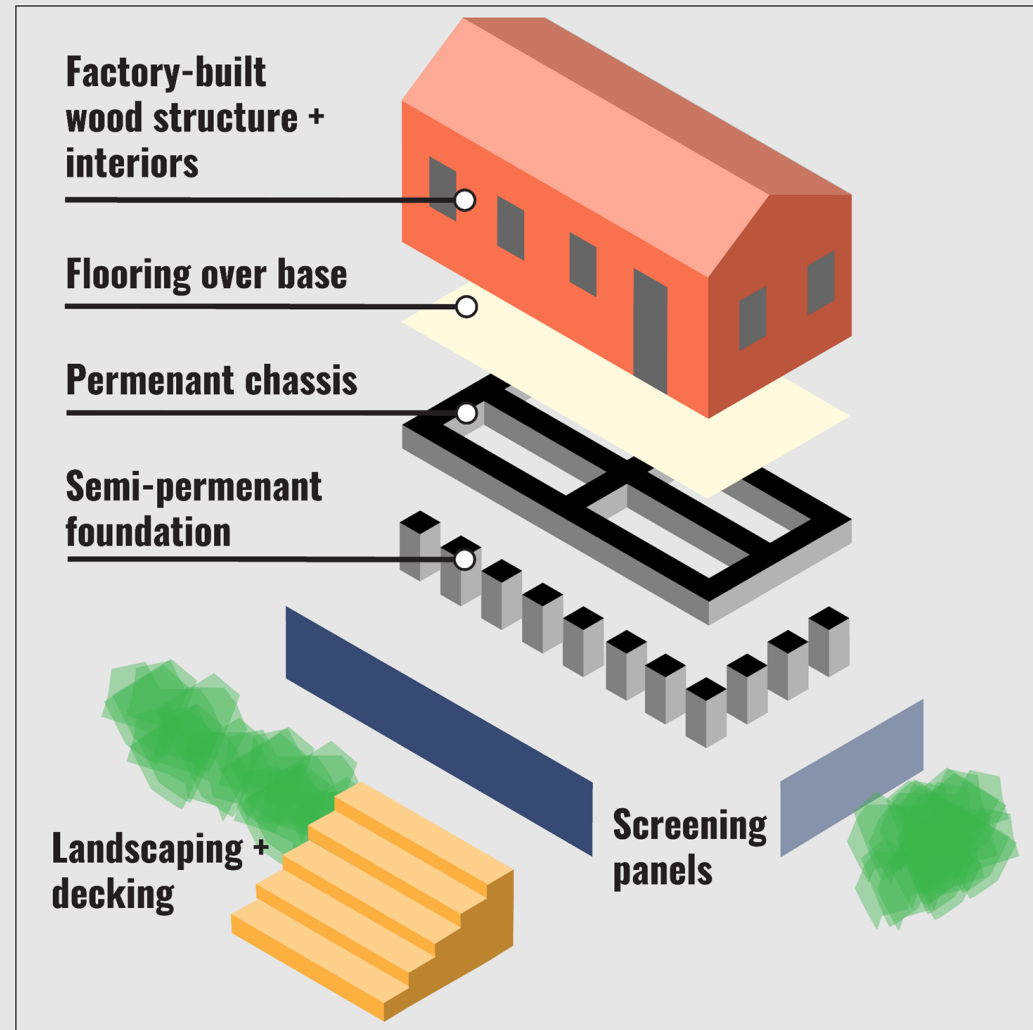 Factory-built
wood structure +
interiors
Flooring over base
Permenant chassis
Semi-permenant
foundation
Screening
panels
Landscaping +
decking